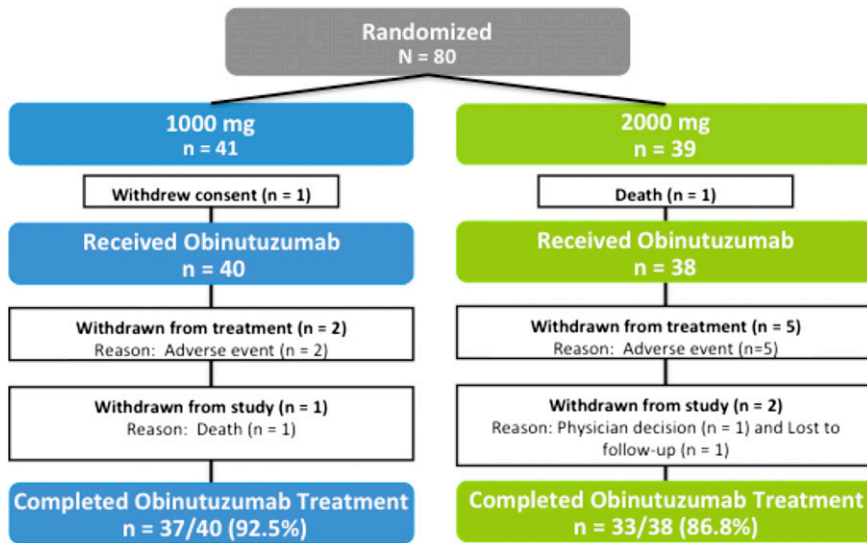 Randomized
N = 80
1000 mg
n = 41
2000 mg
n = 39
Withdrew consent (n = 1)
Death (n = 1)
Received Obinutuzumab
n = 40
Received Obinutuzumab
n = 38
Withdrawn from treatment (n = 2)
Reason:  Adverse event (n = 2)
Withdrawn from treatment (n = 5)
Reason:  Adverse event (n=5)
Withdrawn from study (n = 1)
Reason:  Death (n = 1)
Withdrawn from study (n = 2)
Reason: Physician decision (n = 1) and Lost to
follow-up (n = 1)
Completed Obinutuzumab Treatment
n = 37/40 (92.5%)
Completed Obinutuzumab Treatment
n = 33/38 (86.8%)